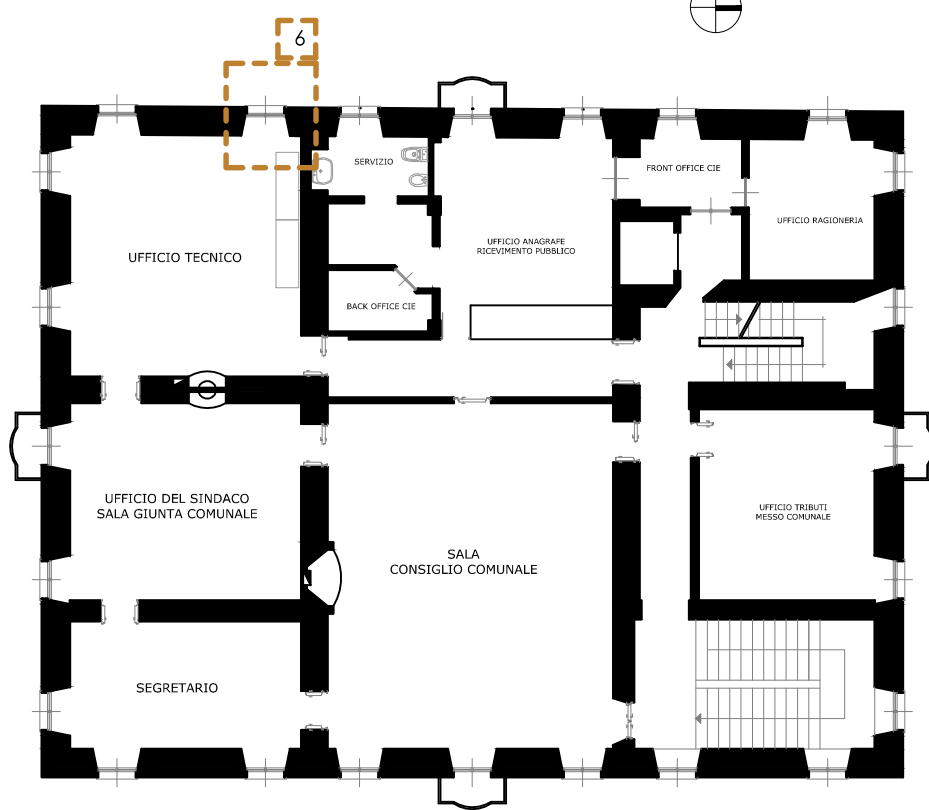 6
SERVIZIO
FRONT OFFICE CIE
UFFICIO RAGIONERIA
UFFICIO ANAGRAFE
RICEVIMENTO PUBBLICO
UFFICIO TECNICO
BACK OFFICE CIE
UFFICIO DEL SINDACO
SALA GIUNTA COMUNALE
UFFICIO TRIBUTI
MESSO COMUNALE
SALA
CONSIGLIO COMUNALE
SEGRETARIO